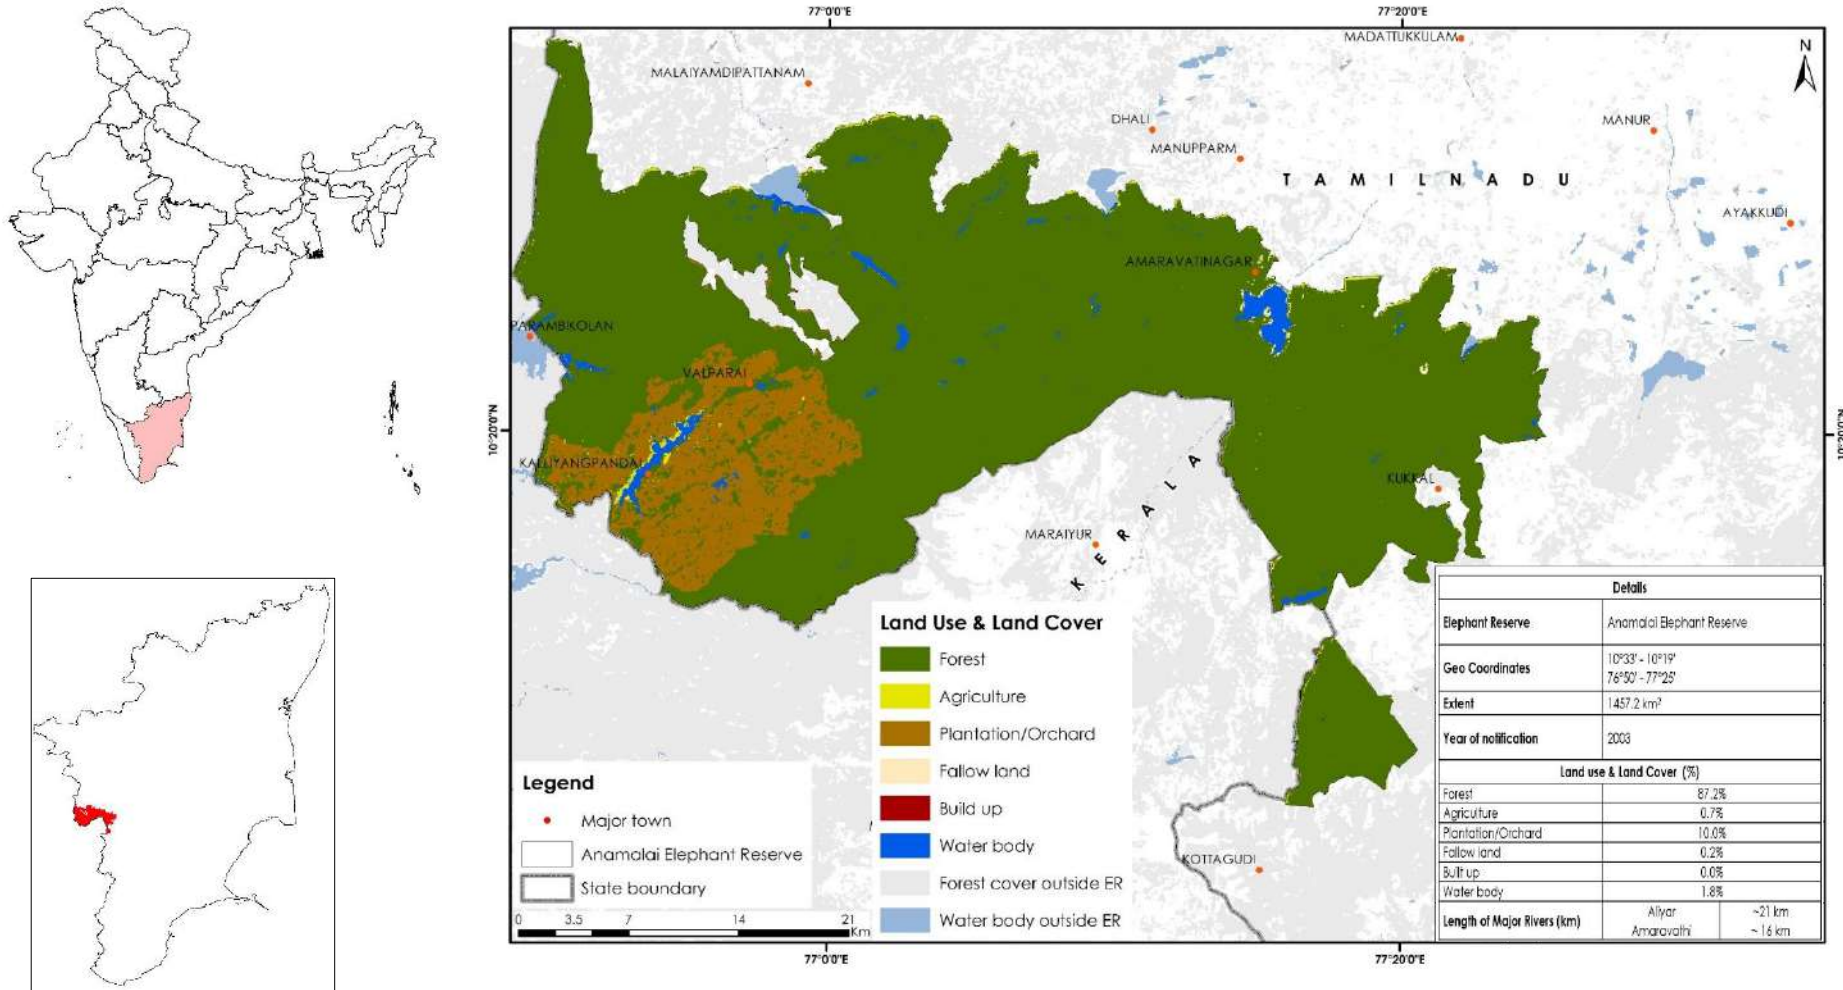 77°0'0"E
77°20'0"E
MADATTUKKULAM
N
MALAIYAMDIPATTANAM
DHALI
MANUR
MANUPPARM
T A M I L N A D U
AYAKKUDI
AMARAVATINAGAR
PARAMBIKOLAN
VALPARAI
10°20'0"N
10°20'0"N
KALLIYANGPANDAI
KUKRAL
K E R A L A
MARAIYUR
KOTTAGUDI
Legend
Major town
Anamalai Elephant Reserve
State boundary
0 3.5 7 14 21
Km
Land Use & Land Cover
Forest
Agriculture
Plantation/Orchard
Fallow land
Build up
Water body
Forest cover outside ER
Water body outside ER
Details
Elephant Reserve Anamalai Elephant Reserve
Geo Coordinates 10°33' - 10°19'
76°50' - 77°25'
Extent 1457.2 km²
Year of notification 2003
Land use & Land Cover (%)
Forest 87.2%
Agriculture 0.7%
Plantation/Orchard 10.0%
Fallow land 0.2%
Built up 0.0%
Water body 1.8%
Length of Major Rivers (km) Aliyar ~21 km
Amaravathi ~ 16 km
77°0'0"E
77°20'0"E